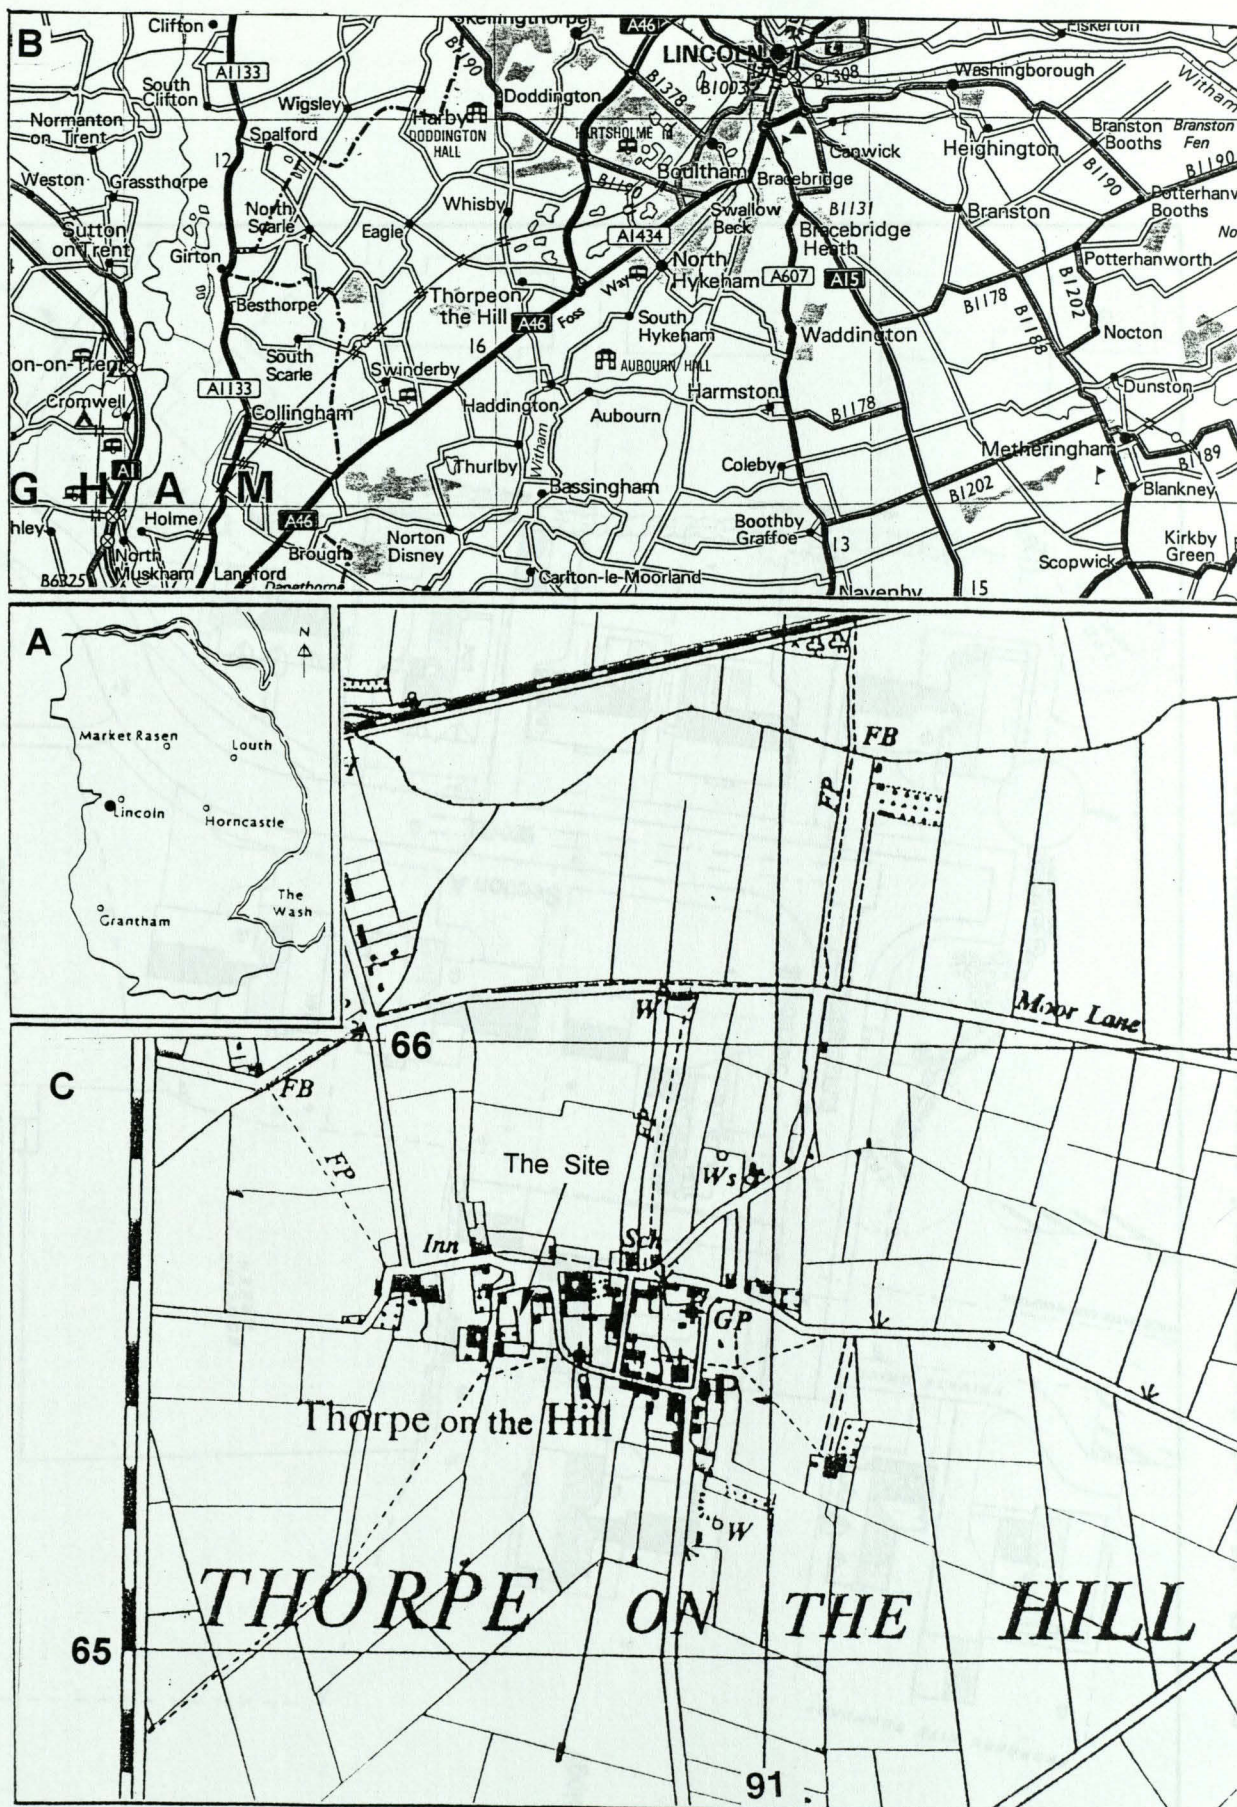 B
Clifton
Skellingthorpe
A46
Eiskerton
LINCOLN
A1133
B1190
South
Clifton
Wigsley
Doddington
B1378
B1003
B1308
Washingborough
Witham
Normanton
on Trent
Spalford
Harby
DODDINGTON
HALL
HARTSHOLME
Canwick
Heighington
Branston
Booths
Branston
Fen
12
Weston
Grassthorpe
B1190
Boultham
Bracebridge
B1190
B1190
Potterhanw
Booths
Whisby
North
Scarle
Eagle
Swallow
Beck
B1131
Branston
Sutton
on Trent
A1434
Bracebridge
Heath
No
Girton
North
Hykeham
A607
A15
Potterhanworth
Besthorpe
Thorpe on
the Hill
A46
Foss
Way
B1178
B1202
South
Hykeham
Waddington
B1188
Nocton
16
South
Scarle
on-on-Trent
Swinderby
AUBOURN HALL
Dunston
Cromwell
A1133
Collingham
Haddington
Aubourn
Harmston
B1178
Metheringham
A1
Thurlby
Witham
Coleby
B1189
G H A M
Bassingham
B1202
Blankney
hley
Holme
A46
Norton
Disney
Boothby
Graffoe
13
Kirkby
Green
North
Muskham
Brough
Scopwick
B6325
Langford
Danethorpe
Carlton-le-Moorland
Navenby
15
A
N
Market Rasen
Louth
Lincoln
Horncastle
The
Wash
Grantham
FB
FP
W
Moor Lane
66
C
FB
FP
The Site
Ws
Inn
Sch
GP
P
Thorpe on the Hill
W
THORPE ON THE HILL
65
91